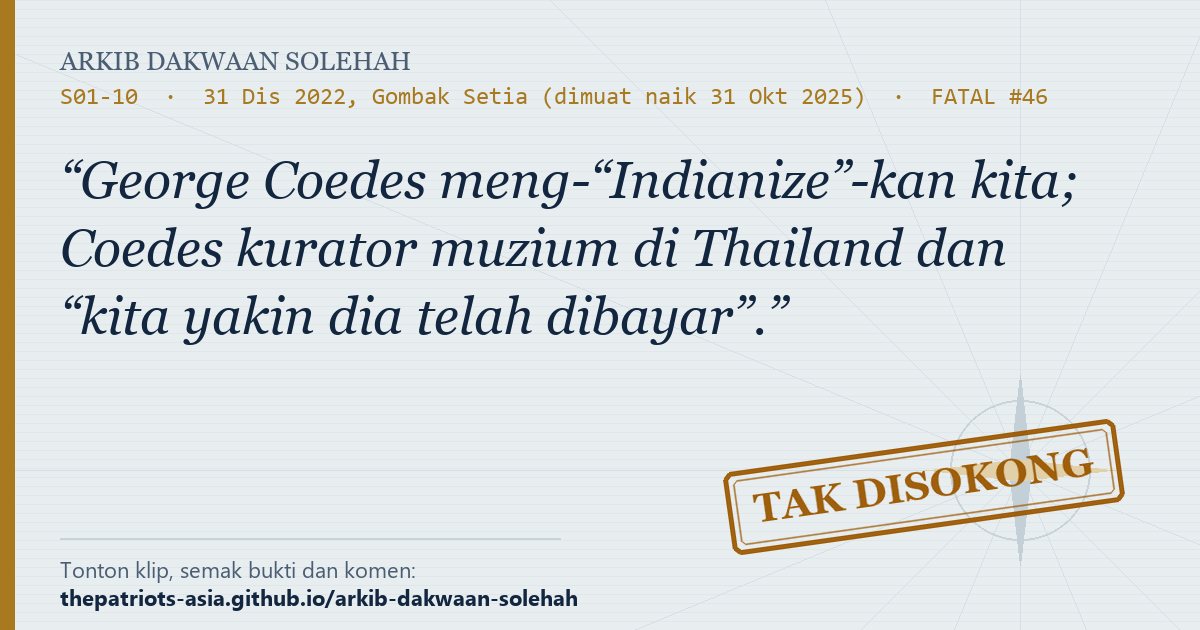 ARKIB DAKWAAN SOLEHAH
S01-10 · 31 Dis 2022, Gombak Setia (dimuat naik 31 Okt 2025) · FATAL #46
“George Coedes meng-“Indianize”-kan kita;
Coedes kurator muzium di Thailand dan
“kita yakin dia telah dibayar”.”
TAK DISOKONG
Tonton klip, semak bukti dan komen:
thepatriots-asia.github.io/arkib-dakwaan-solehah